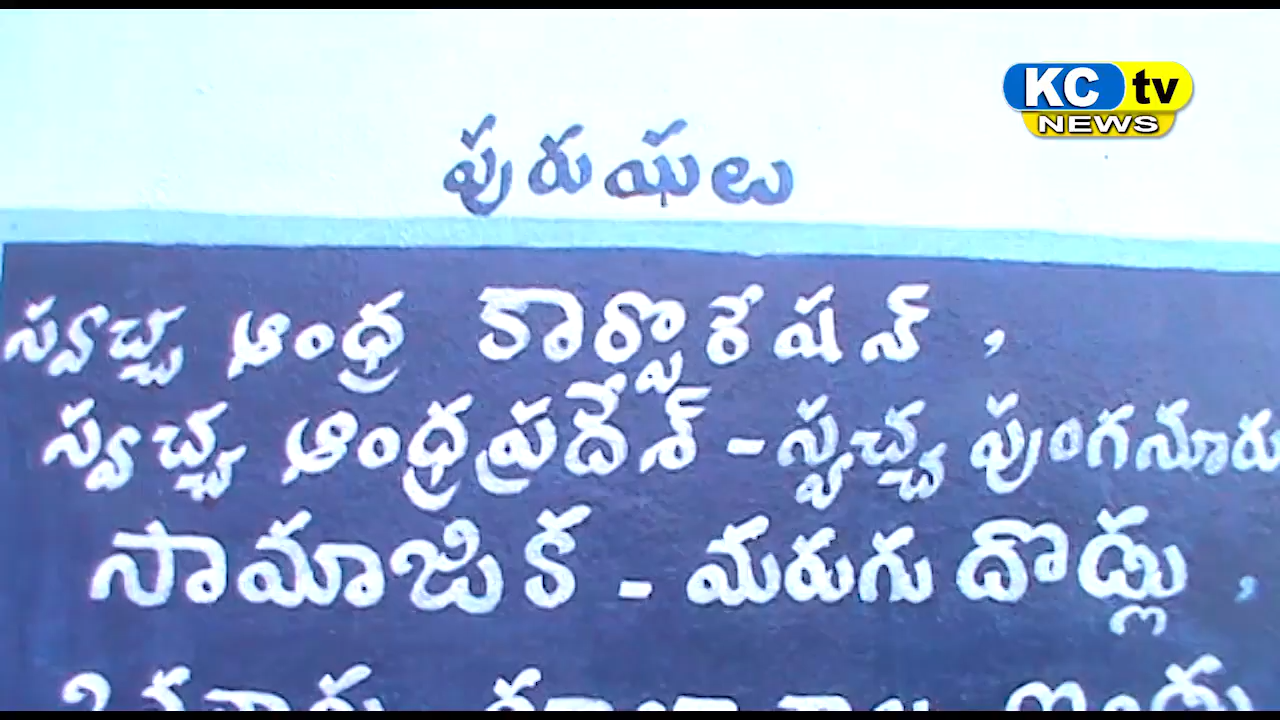 KC tv
NEWS
పురుషులు
స్వచ్ఛ ఆంధ్ర కార్పొరేషన్ ,
స్వచ్ఛ ఆంధ్రప్రదేశ్ - స్వచ్ఛ పుంగనూరు
సామాజిక - మరుగు దొడ్లు ,